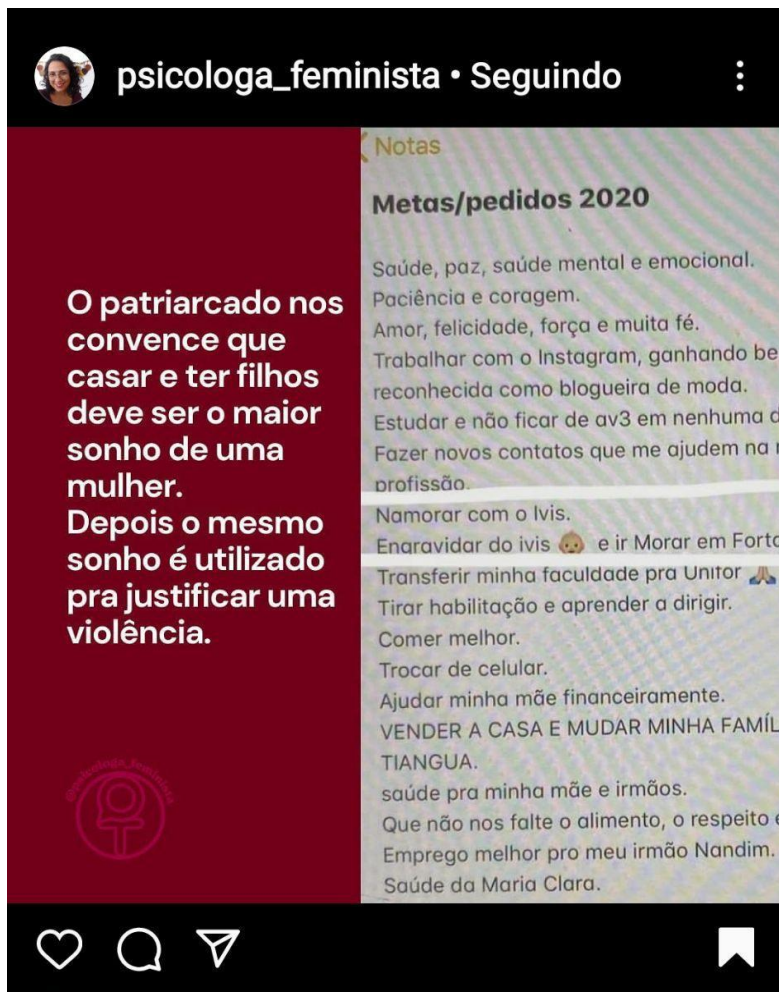 psicologa_feminista • Seguindo
O patriarcado nos
convence que
casar e ter filhos
deve ser o maior
sonho de uma
mulher.
Depois o mesmo
sonho é utilizado
pra justificar uma
violência.
@psicologa_feminista
Notas
Metas/pedidos 2020
Saúde, paz, saúde mental e emocional.
Paciência e coragem.
Amor, felicidade, força e muita fé.
Trabalhar com o Instagram, ganhando be
reconhecida como blogueira de moda.
Estudar e não ficar de av3 em nenhuma d
Fazer novos contatos que me ajudem na
profissão.
Namorar com o Ivis.
Engravidar do ivis 👶🏽 e ir Morar em Forta
Transferir minha faculdade pra Unifor 🙏🏽
Tirar habilitação e aprender a dirigir.
Comer melhor.
Trocar de celular.
Ajudar minha mãe financeiramente.
VENDER A CASA E MUDAR MINHA FAMÍL
TIANGUA.
saúde pra minha mãe e irmãos.
Que não nos falte o alimento, o respeito e
Emprego melhor pro meu irmão Nandim.
Saúde da Maria Clara.